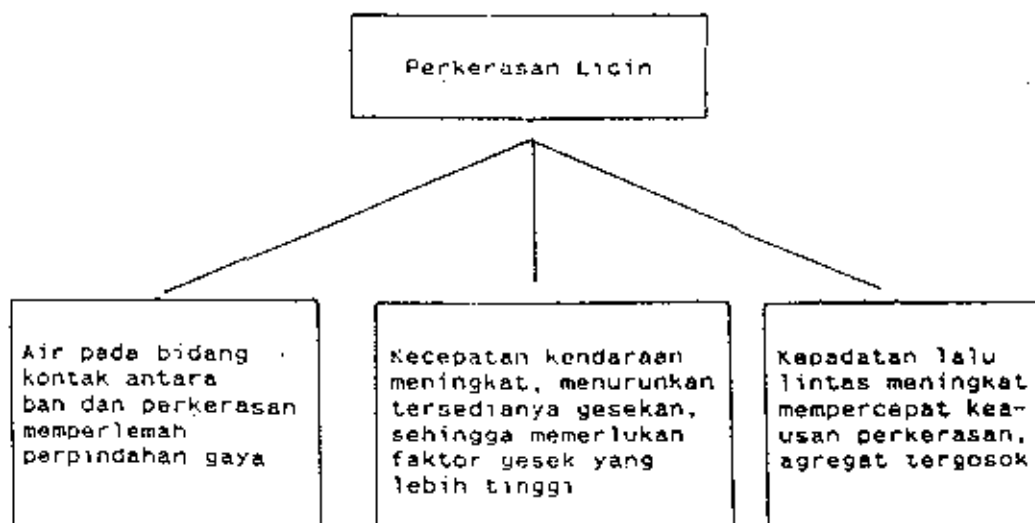 Perkerasan Licin
Air pada bidang
kontak antara
ban dan perkerasan
memperlemah
perpindahan gaya
Kecepatan kendaraan
meningkat, menurunkan
tersedianya gesekan,
sehingga memerlukan
faktor gesek yang
lebih tinggi
Kepadatan lalu
lintas meningkat
mempercepat kea-
usan perkerasan,
agregat tergosok